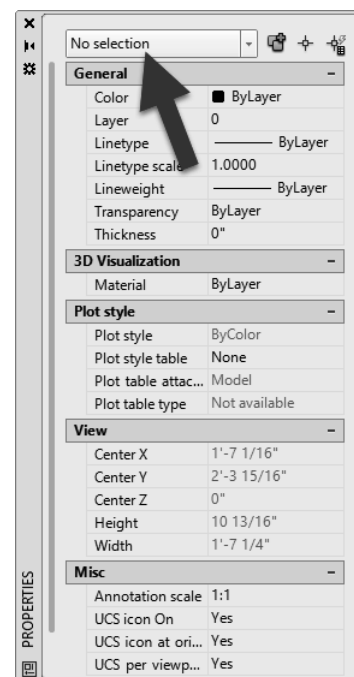 No selection
General
Color ByLayer
Layer 0
Linetype ByLayer
Linetype scale 1.0000
Lineweight ByLayer
Transparency ByLayer
Thickness 0"
3D Visualization
Material ByLayer
Plot style
Plot style ByColor
Plot style table None
Plot table attac... Model
Plot table type Not available
View
Center X 1'-7 1/16"
Center Y 2'-3 15/16"
Center Z 0"
Height 10 13/16"
Width 1'-7 1/4"
Misc
Annotation scale 1:1
UCS icon On Yes
UCS icon at ori... Yes
UCS per viewp... Yes
PROPERTIES